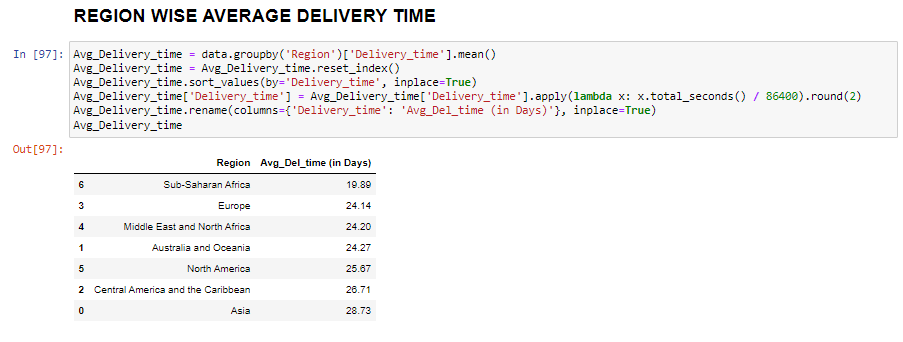 REGION WISE AVERAGE DELIVERY TIME
In [97]: Avg_Delivery_time = data.groupby('Region')['Delivery_time'].mean()
Avg_Delivery_time = Avg_Delivery_time.reset_index()
Avg_Delivery_time.sort_values(by='Delivery_time', inplace=True)
Avg_Delivery_time['Delivery_time'] = Avg_Delivery_time['Delivery_time'].apply(lambda x: x.total_seconds() / 86400).round(2)
Avg_Delivery_time.rename(columns={'Delivery_time': 'Avg_Del_time (in Days)'}, inplace=True)
Avg_Delivery_time
Out[97]:
Region Avg_Del_time (in Days)
6 Sub-Saharan Africa 19.89
3 Europe 24.14
4 Middle East and North Africa 24.20
1 Australia and Oceania 24.27
5 North America 25.67
2 Central America and the Caribbean 26.71
0 Asia 28.73